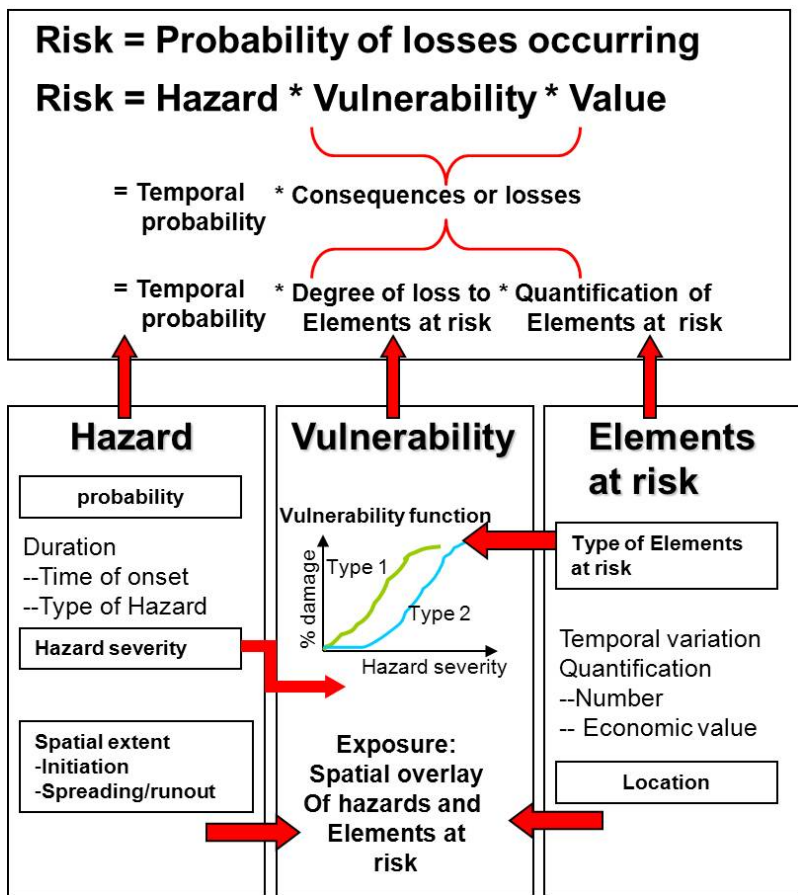 Risk = Probability of losses occurring
Risk = Hazard * Vulnerability * Value
= Temporal probability * Consequences or losses
= Temporal * Degree of loss to * Quantification of
probability Elements at risk Elements at risk
Hazard
probability
Duration
--Time of onset
--Type of Hazard
Hazard severity
Spatial extent
-Initiation
-Spreading/runout
Vulnerability
Vulnerability function
% damage
Type 1
Type 2
Hazard severity
Exposure:
Spatial overlay
Of hazards and
Elements at
risk
Elements
at risk
Type of Elements
at risk
Temporal variation
Quantification
--Number
-- Economic value
Location